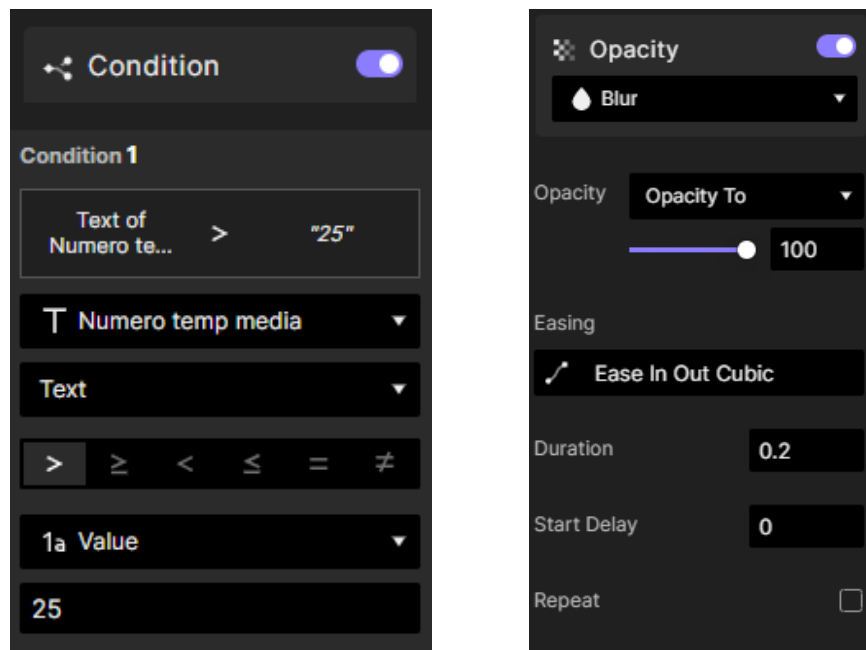 Condition
Condition 1
Text of
Numero te...
>
"25"
Numero temp media
Text
> ≥ < ≤ = ≠
1a Value
25
Opacity
Blur
Opacity
Opacity To
100
Easing
Ease In Out Cubic
Duration
0.2
Start Delay
0
Repeat